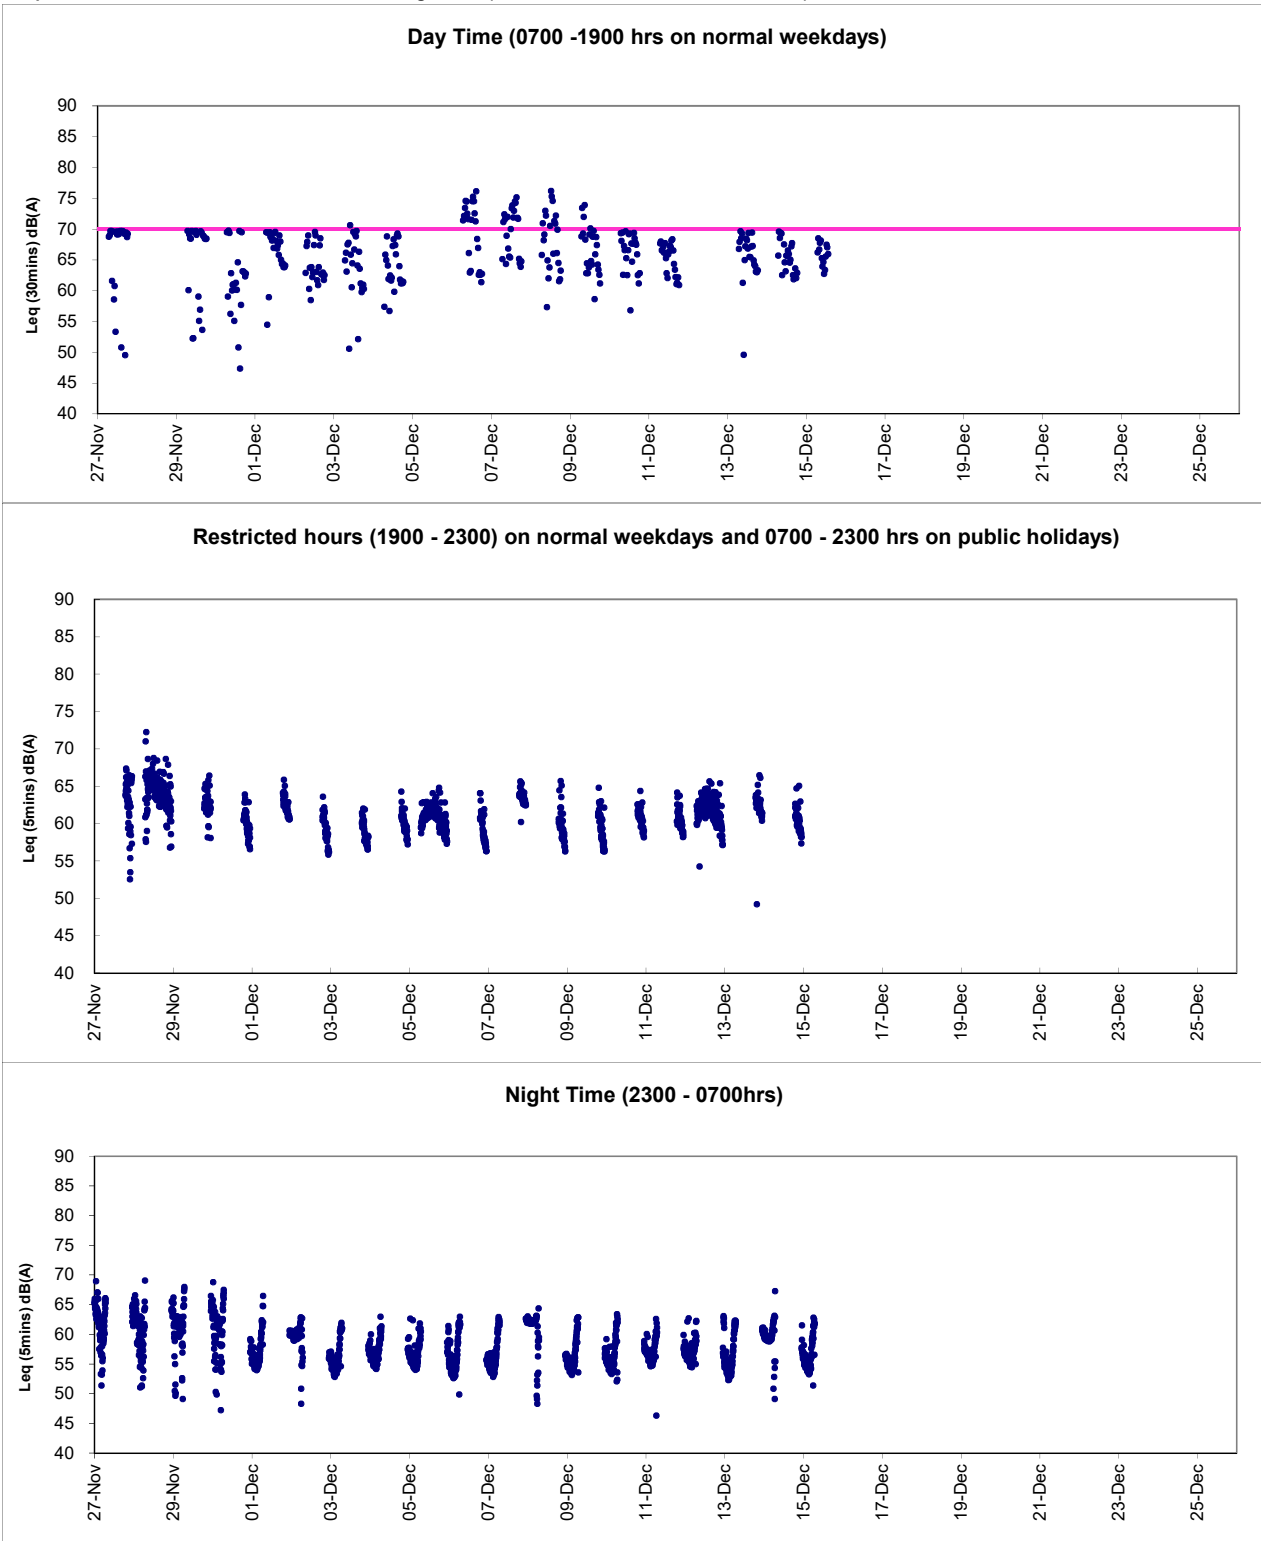 Day Time (0700 -1900 hrs on normal weekdays)
Leq (30mins) dB(A)
90
85
80
75
70
65
60
55
50
45
40
27-Nov
29-Nov
01-Dec
03-Dec
05-Dec
07-Dec
09-Dec
11-Dec
13-Dec
15-Dec
17-Dec
19-Dec
21-Dec
23-Dec
25-Dec
Restricted hours (1900 - 2300) on normal weekdays and 0700 - 2300 hrs on public holidays)
Leq (5mins) dB(A)
90
85
80
75
70
65
60
55
50
45
40
27-Nov
29-Nov
01-Dec
03-Dec
05-Dec
07-Dec
09-Dec
11-Dec
13-Dec
15-Dec
17-Dec
19-Dec
21-Dec
23-Dec
25-Dec
Night Time (2300 - 0700hrs)
Leq (5mins) dB(A)
90
85
80
75
70
65
60
55
50
45
40
27-Nov
29-Nov
01-Dec
03-Dec
05-Dec
07-Dec
09-Dec
11-Dec
13-Dec
15-Dec
17-Dec
19-Dec
21-Dec
23-Dec
25-Dec